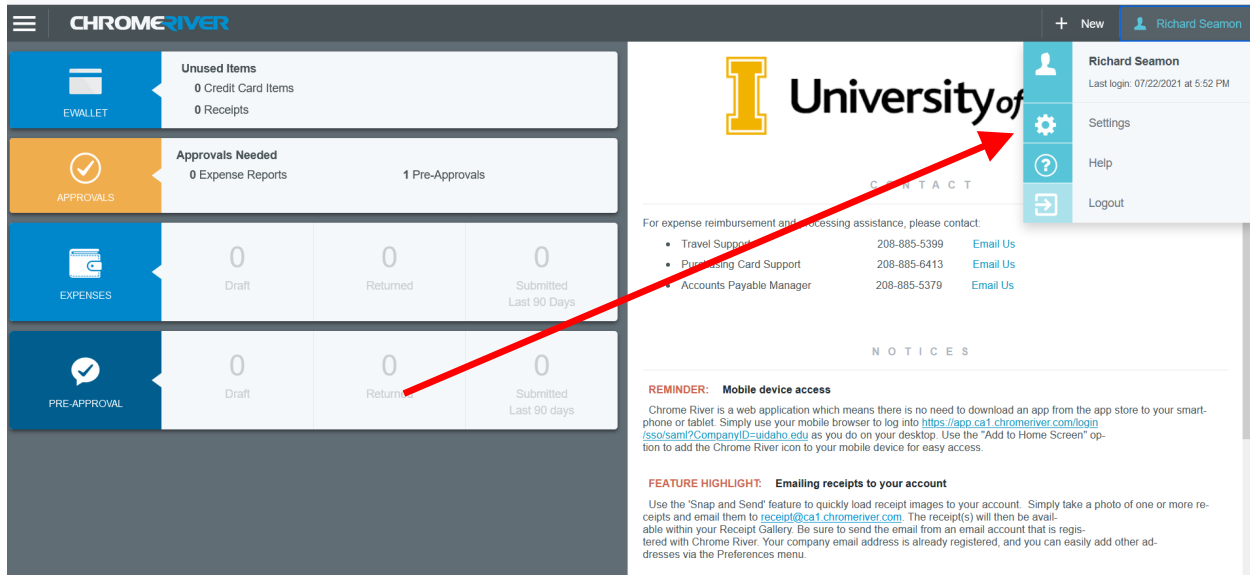 CHROMERIVER
+ New
Richard Seamon
EWALLET
Unused Items
0 Credit Card Items
0 Receipts
APPROVALS
Approvals Needed
0 Expense Reports 1 Pre-Approvals
EXPENSES
0 0 0
Draft Returned Submitted
Last 90 Days
PRE-APPROVAL
0 0 0
Draft Returned Submitted
Last 90 days
I University of
Richard Seamon
Last login: 07/22/2021 at 5:52 PM
Settings
? Help
Logout
CONTACT
For expense reimbursement and processing assistance, please contact:
• Travel Support 208-885-5399 Email Us
• Purchasing Card Support 208-885-6413 Email Us
• Accounts Payable Manager 208-885-5379 Email Us
NOTICES
REMINDER: Mobile device access
Chrome River is a web application which means there is no need to download an app from the app store to your smart-
phone or tablet. Simply use your mobile browser to log into https://app.ca1.chromeriver.com/login
/sso/saml?CompanyID=uidaho.edu as you do on your desktop. Use the "Add to Home Screen" op-
tion to add the Chrome River icon to your mobile device for easy access.
FEATURE HIGHLIGHT: Emailing receipts to your account
Use the 'Snap and Send' feature to quickly load receipt images to your account. Simply take a photo of one or more re-
ceipts and email them to receipt@ca1.chromeriver.com. The receipt(s) will then be avail-
able within your Receipt Gallery. Be sure to send the email from an email account that is regis-
tered with Chrome River. Your company email address is already registered, and you can easily add other ad-
dresses via the Preferences menu.